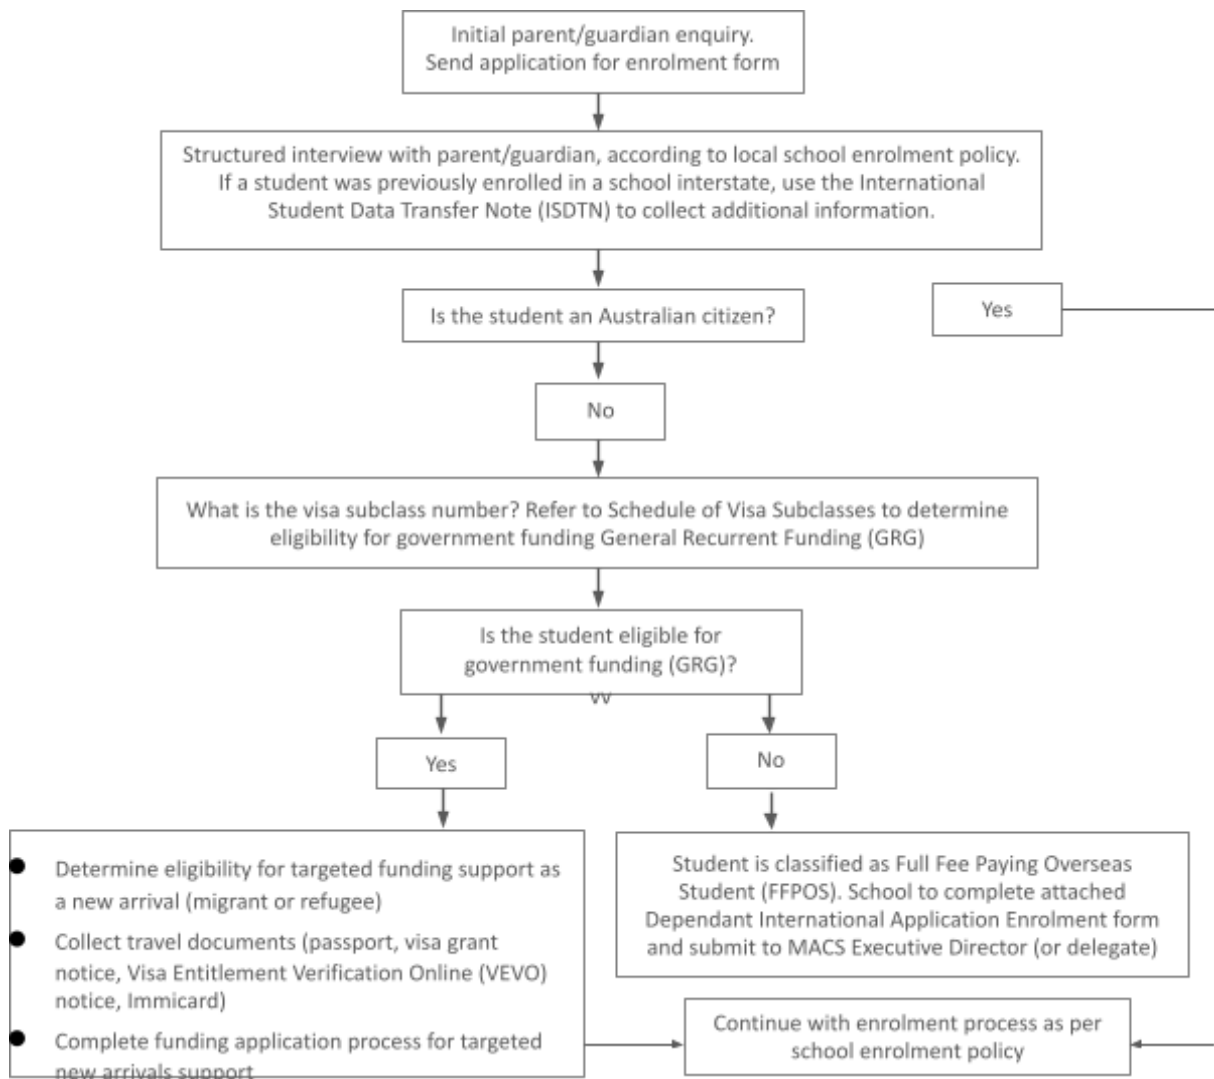 Initial parent/guardian enquiry.
Send application for enrolment form
Structured interview with parent/guardian, according to local school enrolment policy.
If a student was previously enrolled in a school interstate, use the International
Student Data Transfer Note (ISDTN) to collect additional information.
Is the student an Australian citizen?
Yes
No
What is the visa subclass number? Refer to Schedule of Visa Subclasses to determine
eligibility for government funding General Recurrent Funding (GRG)
Is the student eligible for
government funding (GRG)?
Yes
No
Determine eligibility for targeted funding support as
a new arrival (migrant or refugee)
Collect travel documents (passport, visa grant
notice, Visa Entitlement Verification Online (VEVO)
notice, Immicard)
Complete funding application process for targeted
new arrivals support
Student is classified as Full Fee Paying Overseas
Student (FFPOS). School to complete attached
Dependant International Application Enrolment form
and submit to MACS Executive Director (or delegate)
Continue with enrolment process as per
school enrolment policy